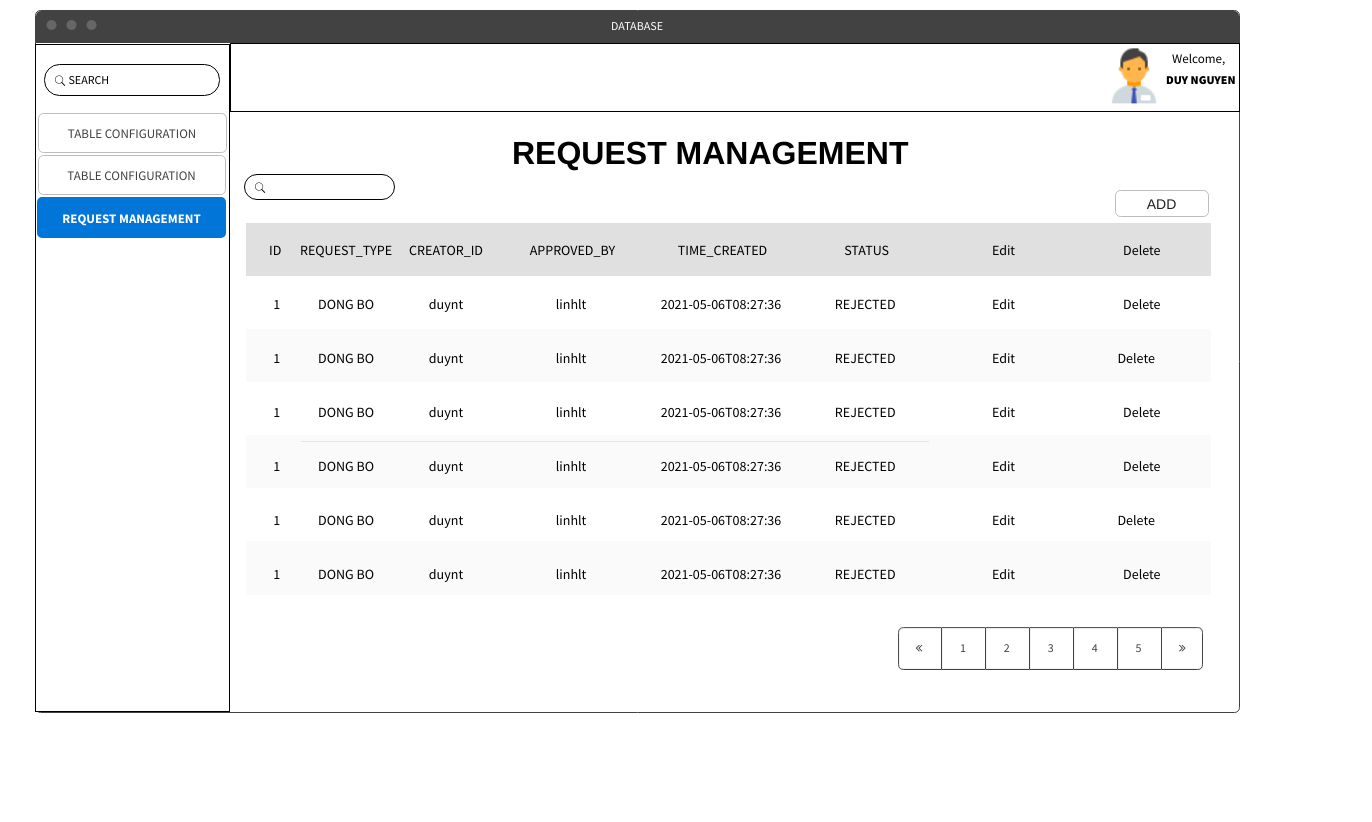 DATABASE
SEARCH
Welcome,
DUY NGUYEN
TABLE CONFIGURATION
TABLE CONFIGURATION
REQUEST MANAGEMENT
REQUEST MANAGEMENT
ADD
ID REQUEST_TYPE CREATOR_ID APPROVED_BY TIME_CREATED STATUS Edit Delete
1 DONG BO duynt linhlt 2021-05-06T08:27:36 REJECTED Edit Delete
1 DONG BO duynt linhlt 2021-05-06T08:27:36 REJECTED Edit Delete
1 DONG BO duynt linhlt 2021-05-06T08:27:36 REJECTED Edit Delete
1 DONG BO duynt linhlt 2021-05-06T08:27:36 REJECTED Edit Delete
1 DONG BO duynt linhlt 2021-05-06T08:27:36 REJECTED Edit Delete
1 DONG BO duynt linhlt 2021-05-06T08:27:36 REJECTED Edit Delete
« 1 2 3 4 5 »